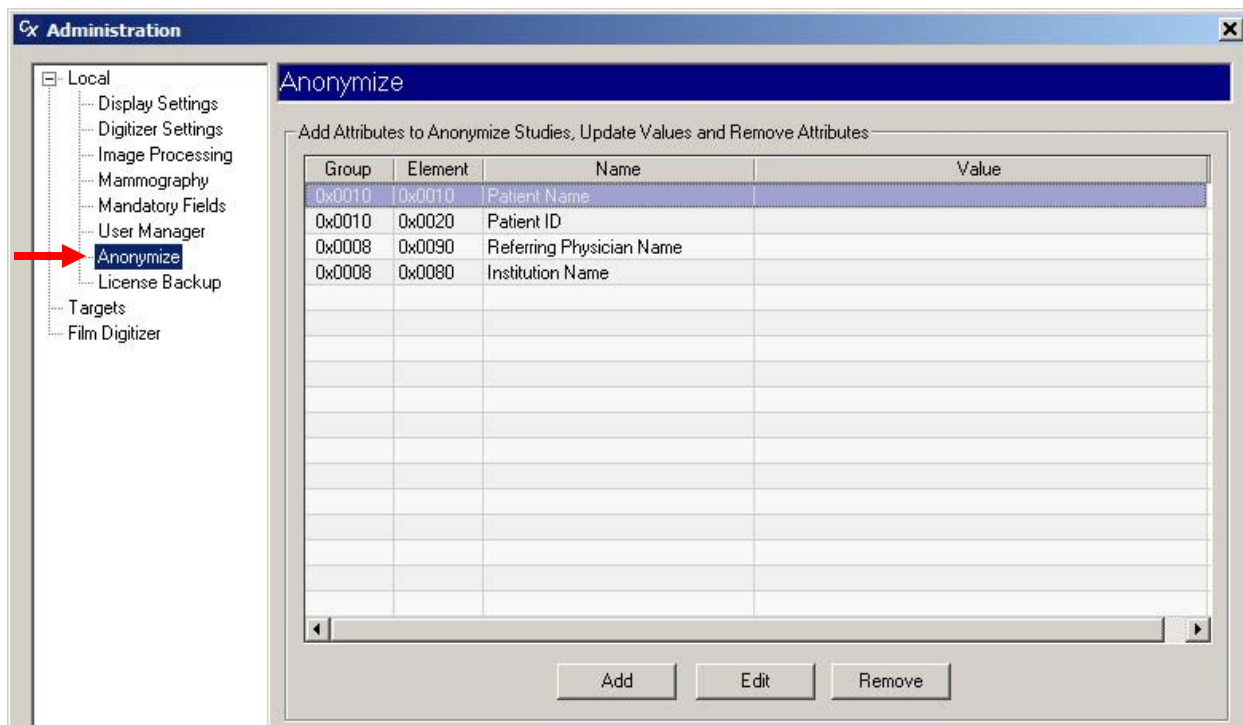 Cx Administration
Local
Display Settings
Digitizer Settings
Image Processing
Mammography
Mandatory Fields
User Manager
Anonymize
License Backup
Targets
Film Digitizer
Anonymize
Add Attributes to Anonymize Studies, Update Values and Remove Attributes
Group Element Name Value
0x0010 0x0010 Patient Name
0x0010 0x0020 Patient ID
0x0008 0x0090 Referring Physician Name
0x0008 0x0080 Institution Name
Add Edit Remove